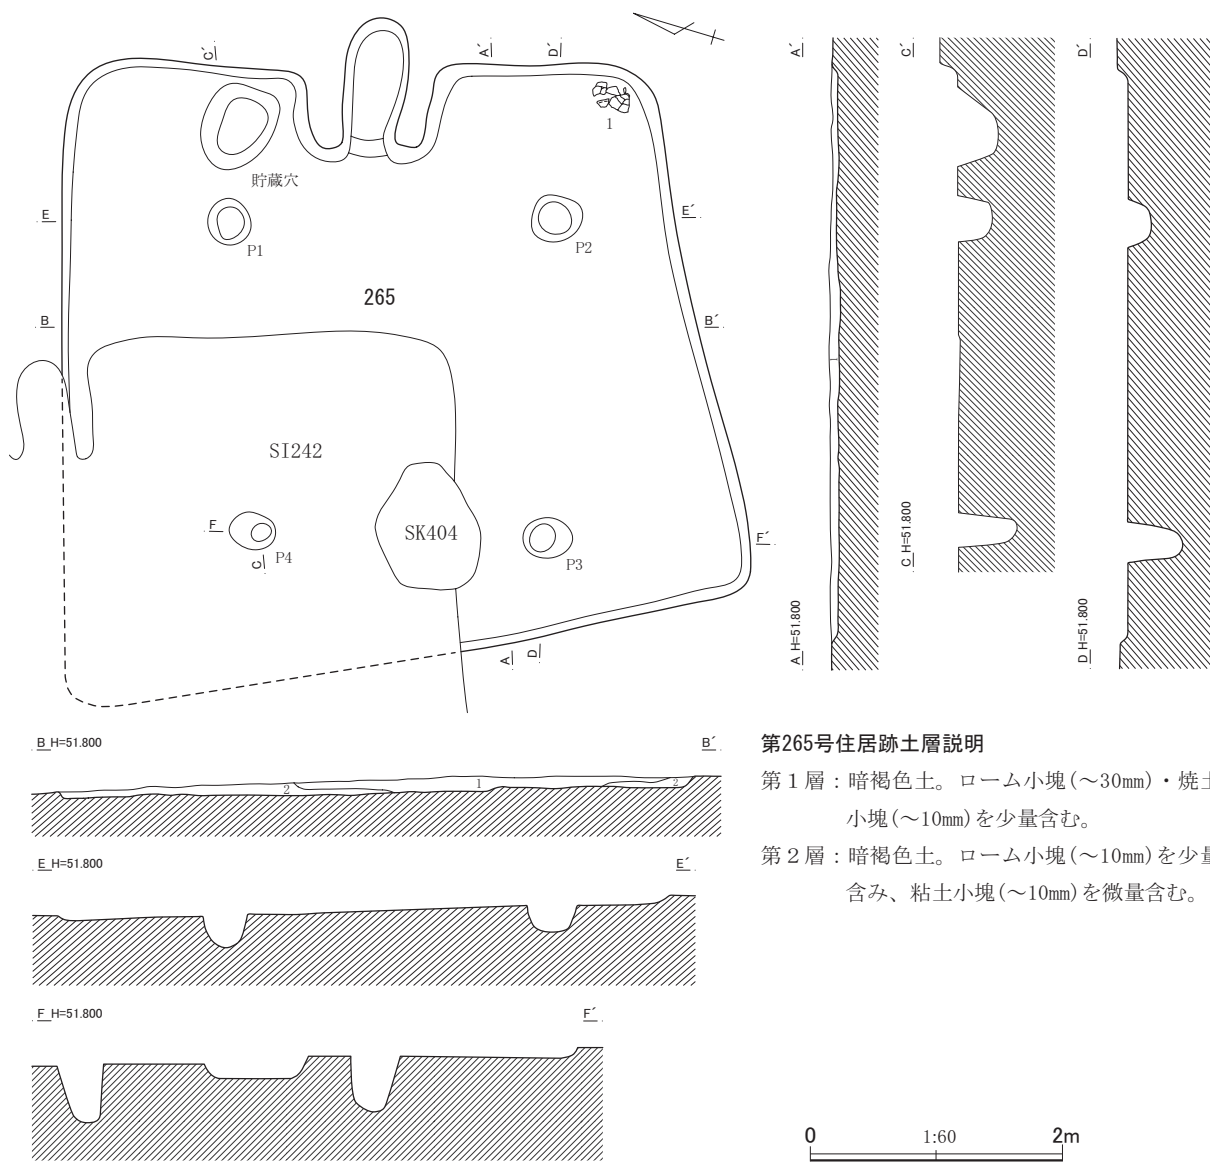 C´
A´
D´
1
貯蔵穴
E
E´
P1
P2
265
B
B´
SI242
SK404
F
F´
P4
C
P3
A
D
A´
C´
D´
1
A H=51.800
C H=51.800
D H=51.800
B H=51.800
B´
2
1
2
E H=51.800
E´
F H=51.800
F´
第265号住居跡土層説明
第１層：暗褐色土。ローム小塊(～30mm)・焼土
小塊(～10mm)を少量含む。
第２層：暗褐色土。ローム小塊(～10mm)を少量
含み、粘土小塊(～10mm)を微量含む。
0
1:60
2m